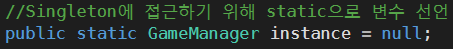 //Singleton에 접근하기 위해 static으로 변수 선언
public static GameManager instance = null;